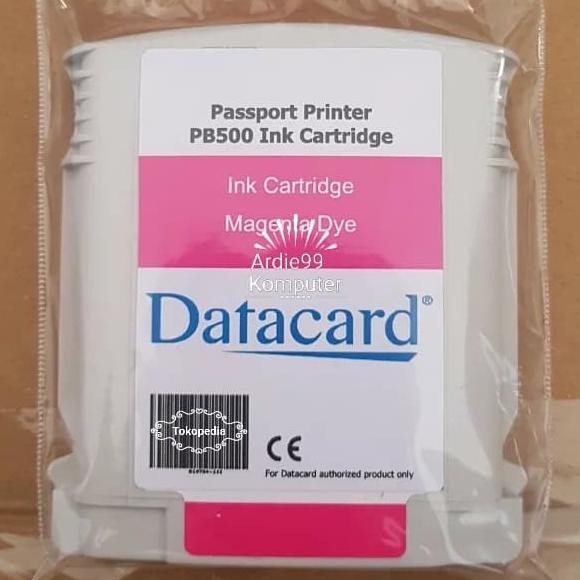 Passport Printer
PB500 Ink Cartridge
Ink Cartridge
Magenta Dye
Ardie99
Komputer
Datacard®
Tokopedia
CE
For Datacard authorized product only